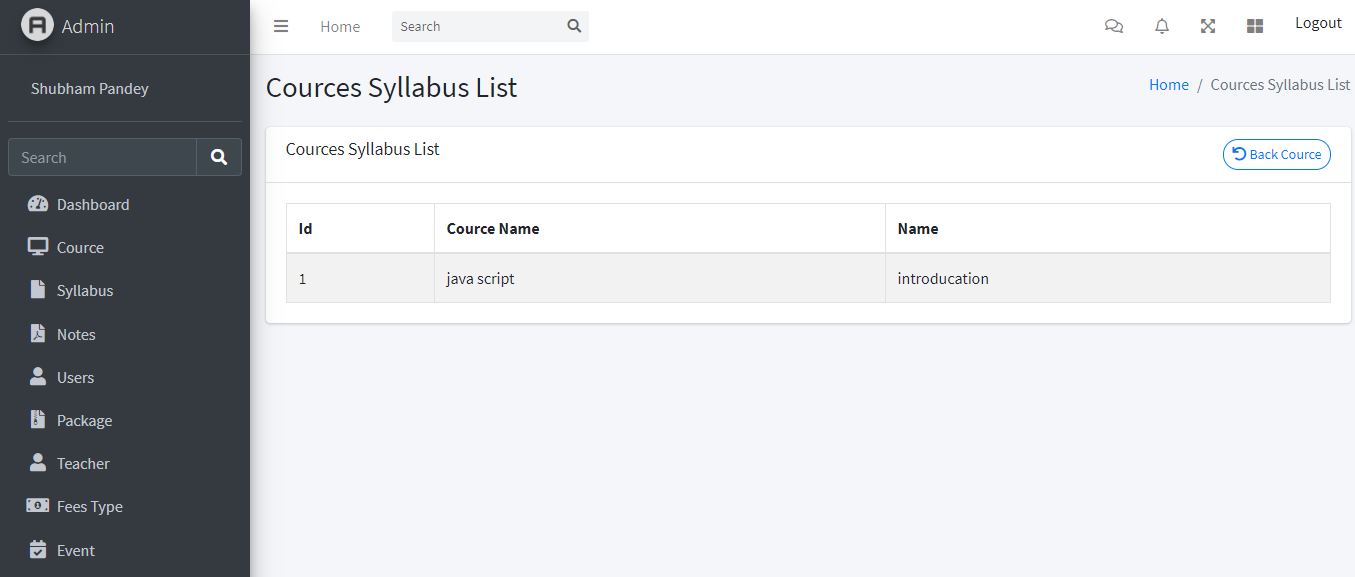 Admin
Shubham Pandey
Search
Dashboard
Cource
Syllabus
Notes
Users
Package
Teacher
Fees Type
Event
Home
Search
Logout
Cources Syllabus List
Home / Cources Syllabus List
Cources Syllabus List
Back Cource
Id Cource Name Name
1 java script introducation